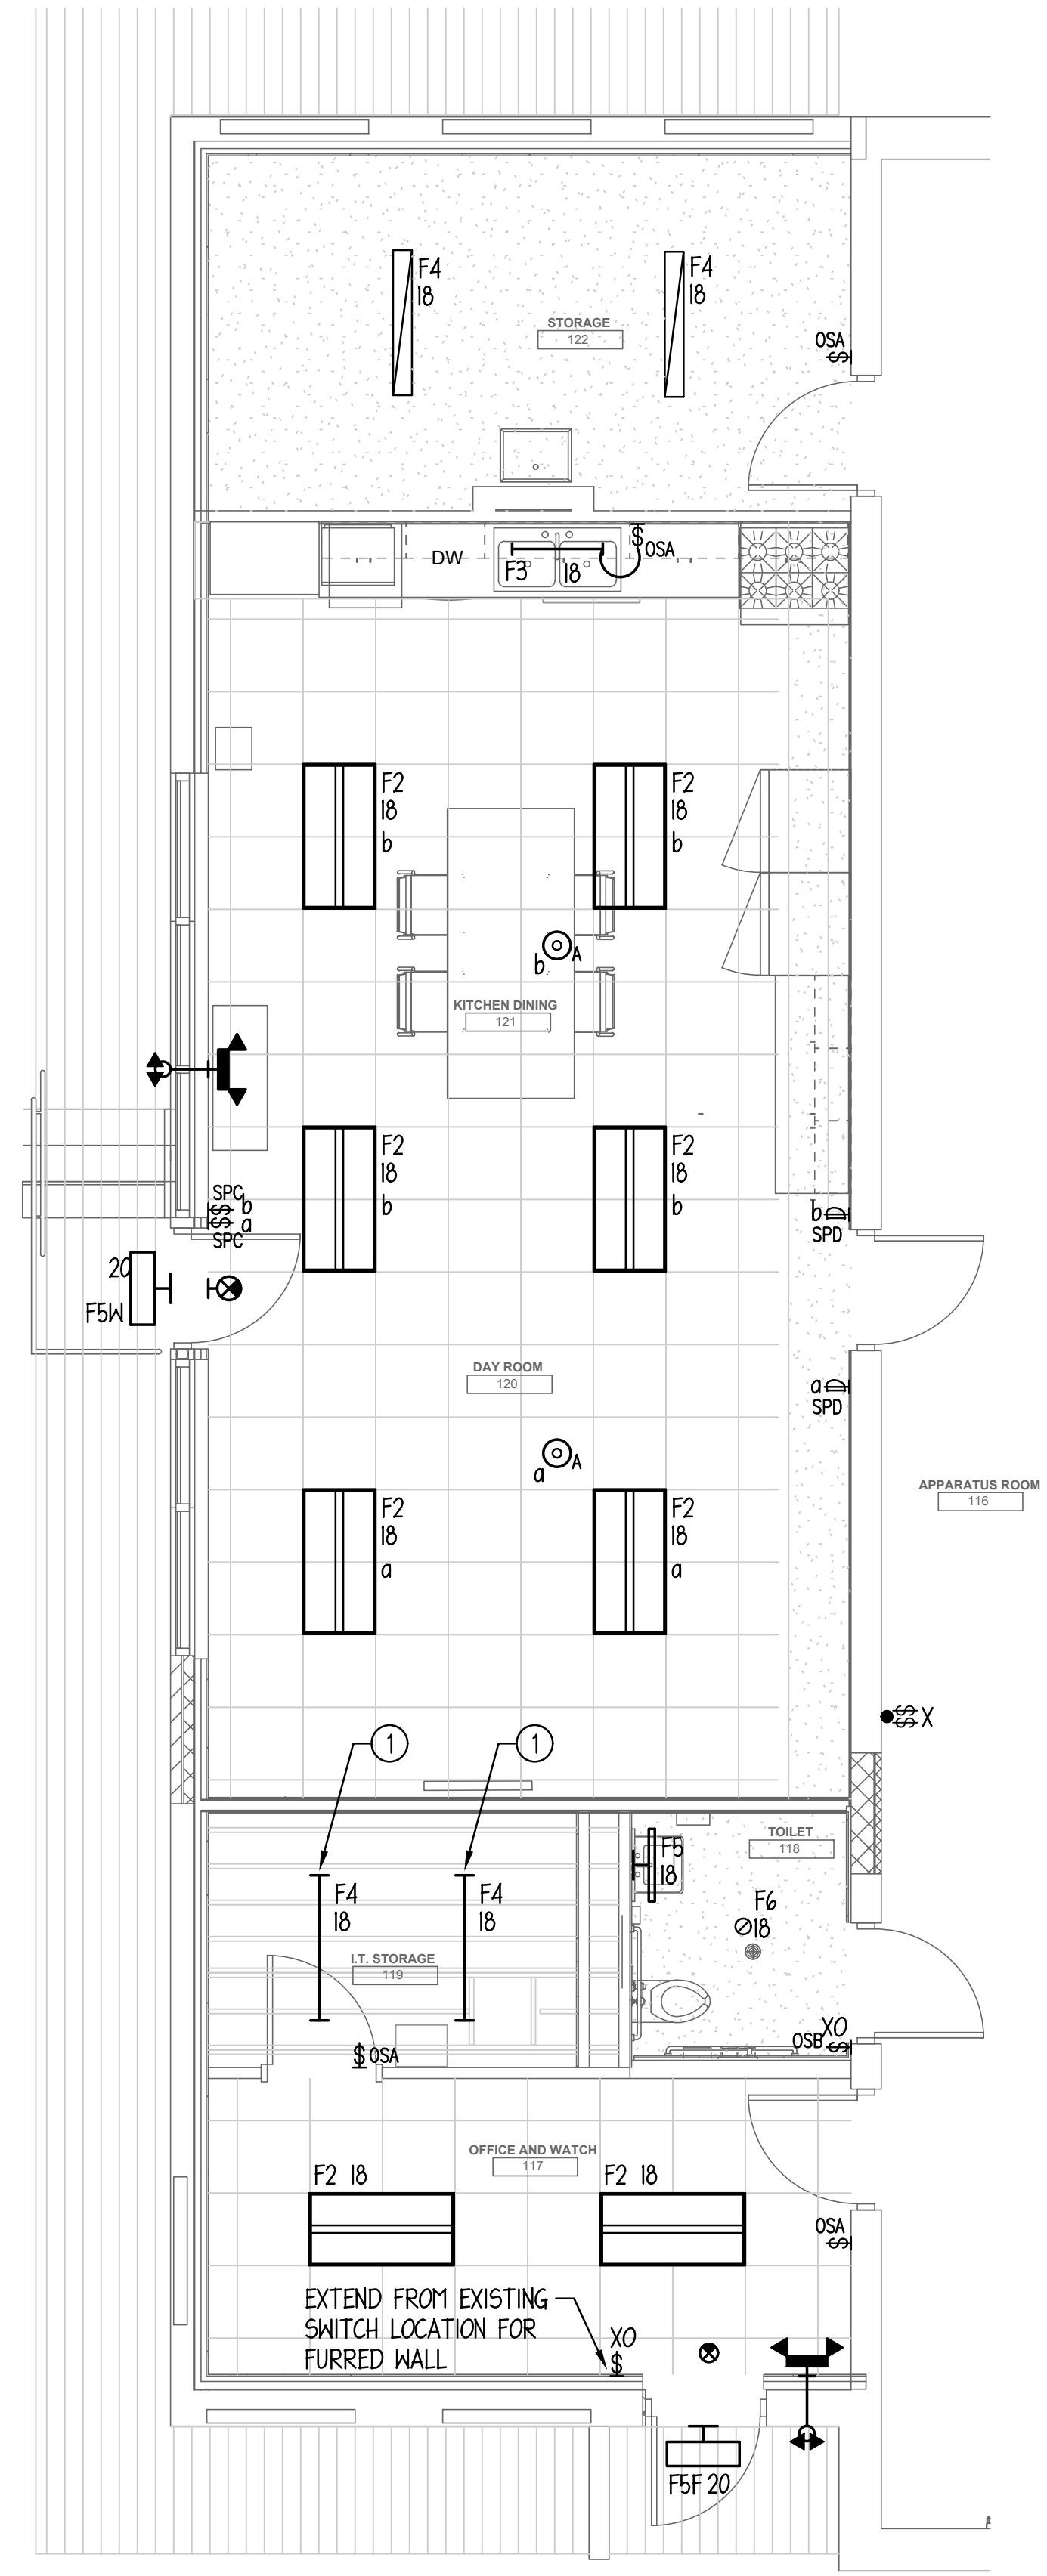 F4
18
F4
18
STORAGE
122
OSA
$
DW
F3
18
$
OSA
F2
18
b
F2
18
b
b
A
KITCHEN DINING
121
SPC
$ b
$ a
SPC
F2
18
b
F2
18
b
b
SPD
20
F5W
DAY ROOM
120
a
SPD
a
A
F2
18
a
F2
18
a
APPARATUS ROOM
116
$$ X
1
1
F4
18
F4
18
I.T. STORAGE
119
TOILET
118
F5
18
F6
18
XO
OSB $
$ OSA
OFFICE AND WATCH
117
F2 18
F2 18
OSA
$
EXTEND FROM EXISTING
SWITCH LOCATION FOR
FURRED WALL
XO
$
F5F 20